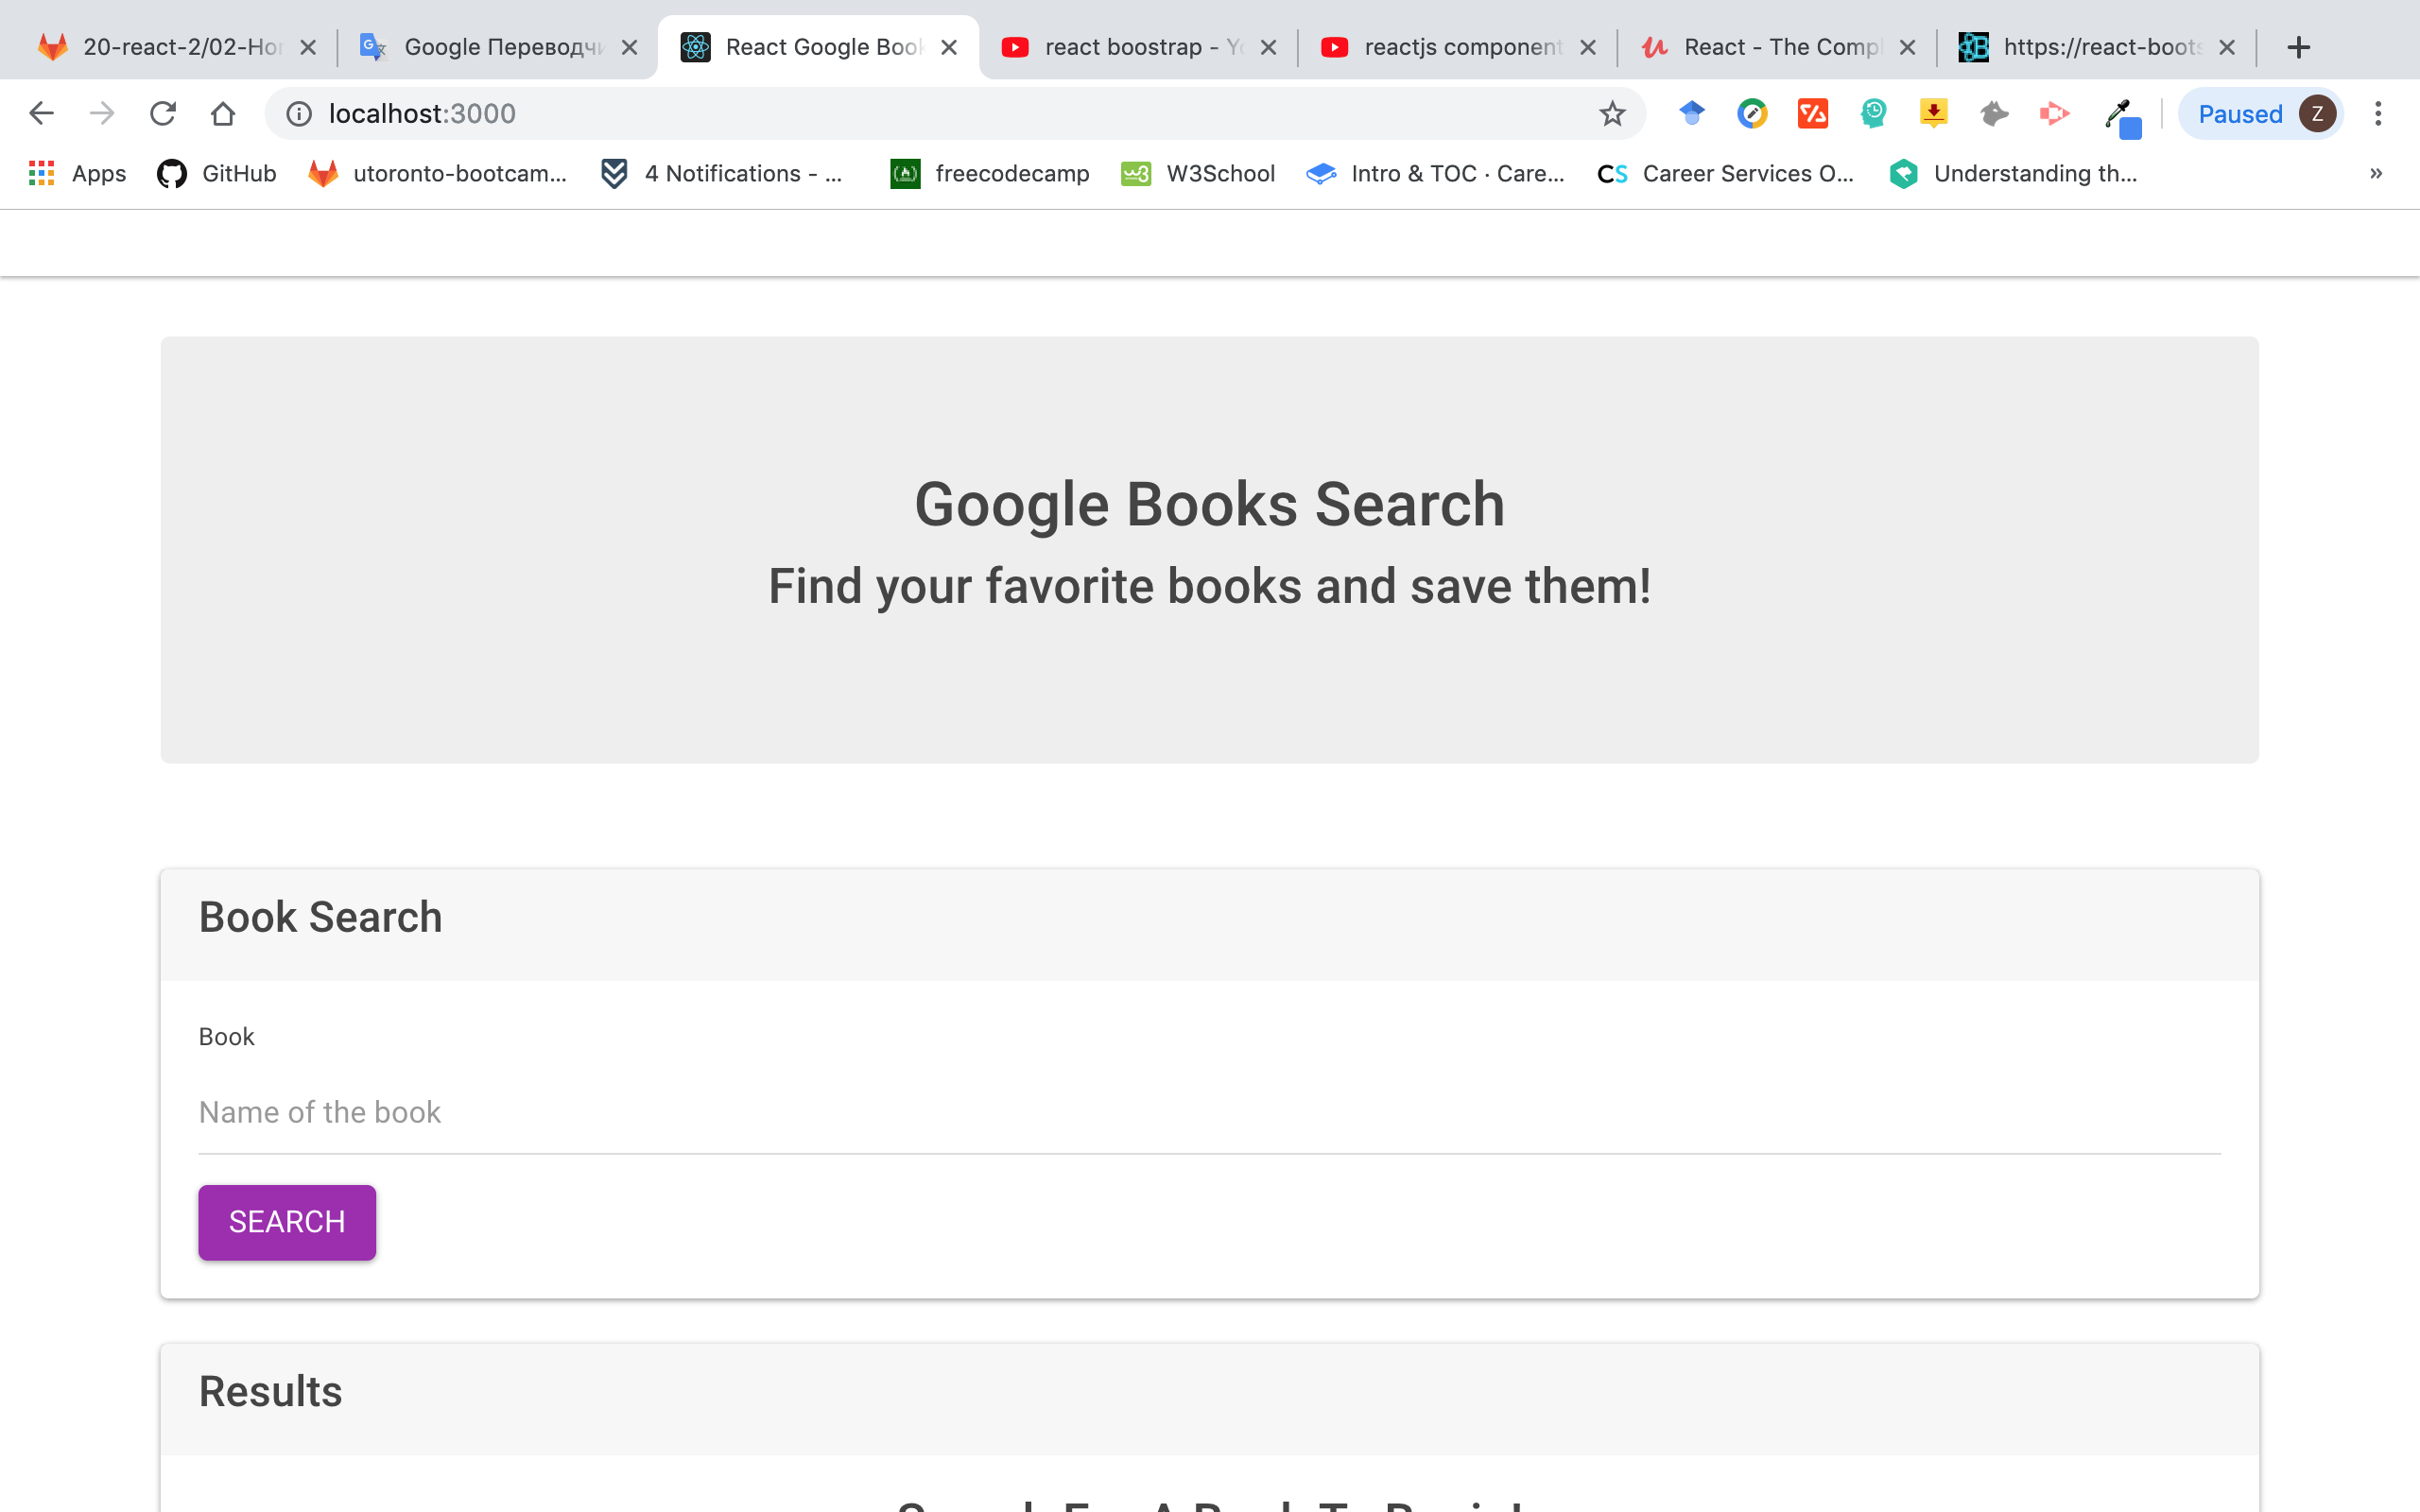 20-react-2/02-Hor
Google Переводчи
React Google Book
react boostrap - Yo
reactjs component
React - The Compl
https://react-boots
localhost:3000
Paused
Z
Apps
GitHub
utoronto-bootcam...
4 Notifications - ...
freecodecamp
W3School
Intro & TOC · Care...
CS
Career Services O...
Understanding th...
»
Google Books Search
Find your favorite books and save them!
Book Search
Book
Name of the book
SEARCH
Results